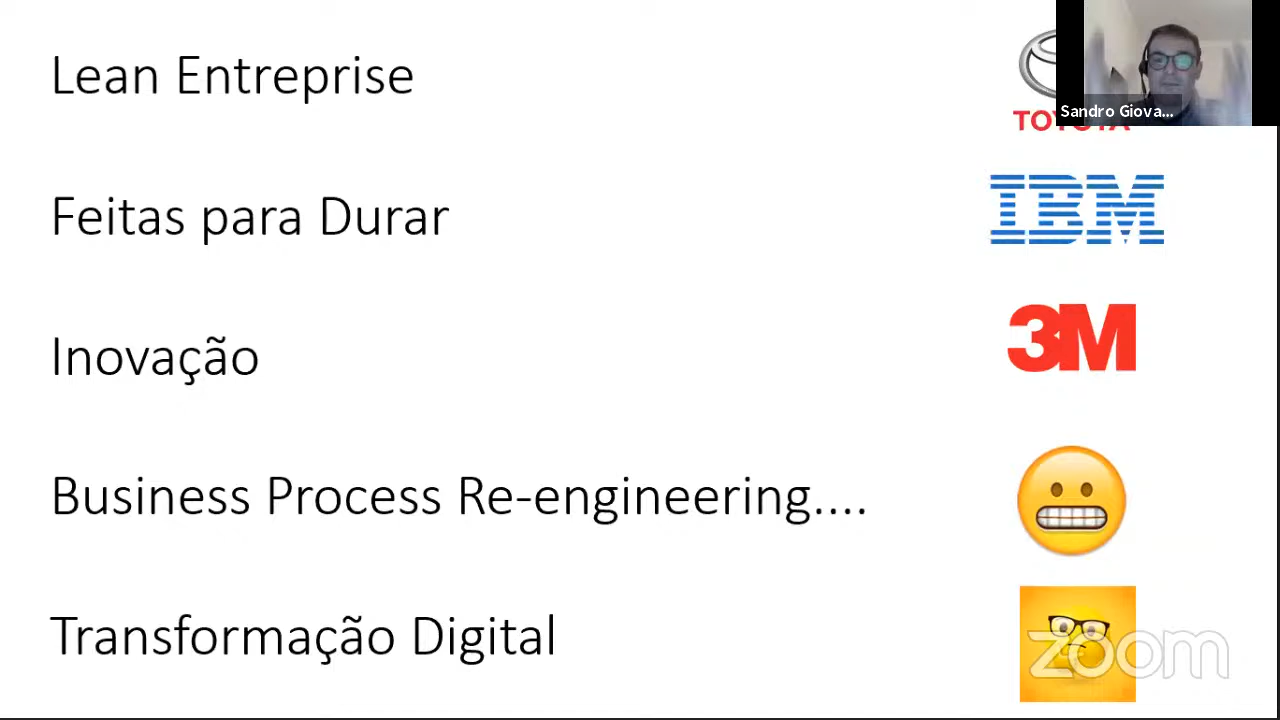 Lean Entreprise
TOYOTA
Sandro Giova...
Feitas para Durar
IBM
Inovação
3M
Business Process Re-engineering....
Transformação Digital
zoom